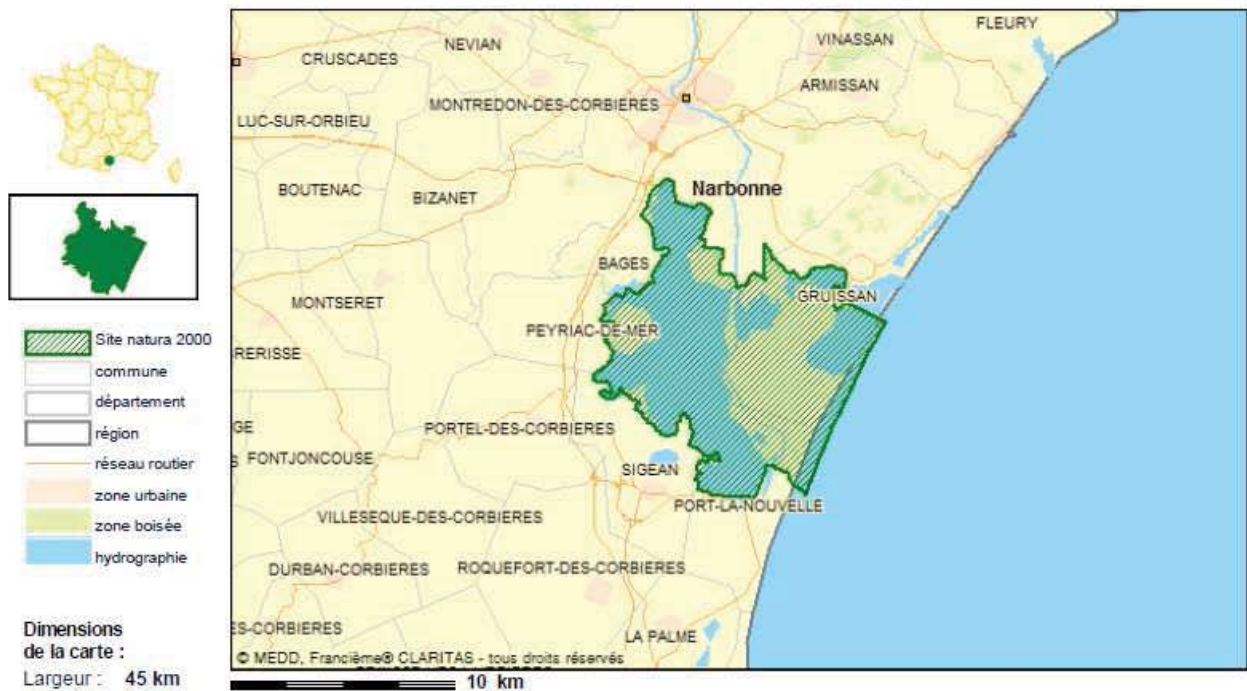 FLEURY
NEVIAN
VINASSAN
CRUSCADES
ARMISSAN
MONTREDON-DES-CORBIERES
LUC-SUR-ORBIEU
BOUTENAC
BIZANET
Narbonne
BAGES
MONTSERET
GRUISSAN
PEYRIAC-DE-MER
RERISSE
PORTEL-DES-CORBIERES
GE
S FONTJONCOUSE
SIGEAN
PORT-LA-NOUVELLE
VILLESEQUE-DES-CORBIERES
DURBAN-CORBIERES
ROQUEFORT-DES-CORBIERES
ES-CORBIERES
LA PALME
© MEDD, Francième® CLARITAS - tous droits réservés
10 km
Site natura 2000
commune
département
région
réseau routier
zone urbaine
zone boisée
hydrographie
Dimensions
de la carte :
Largeur : 45 km